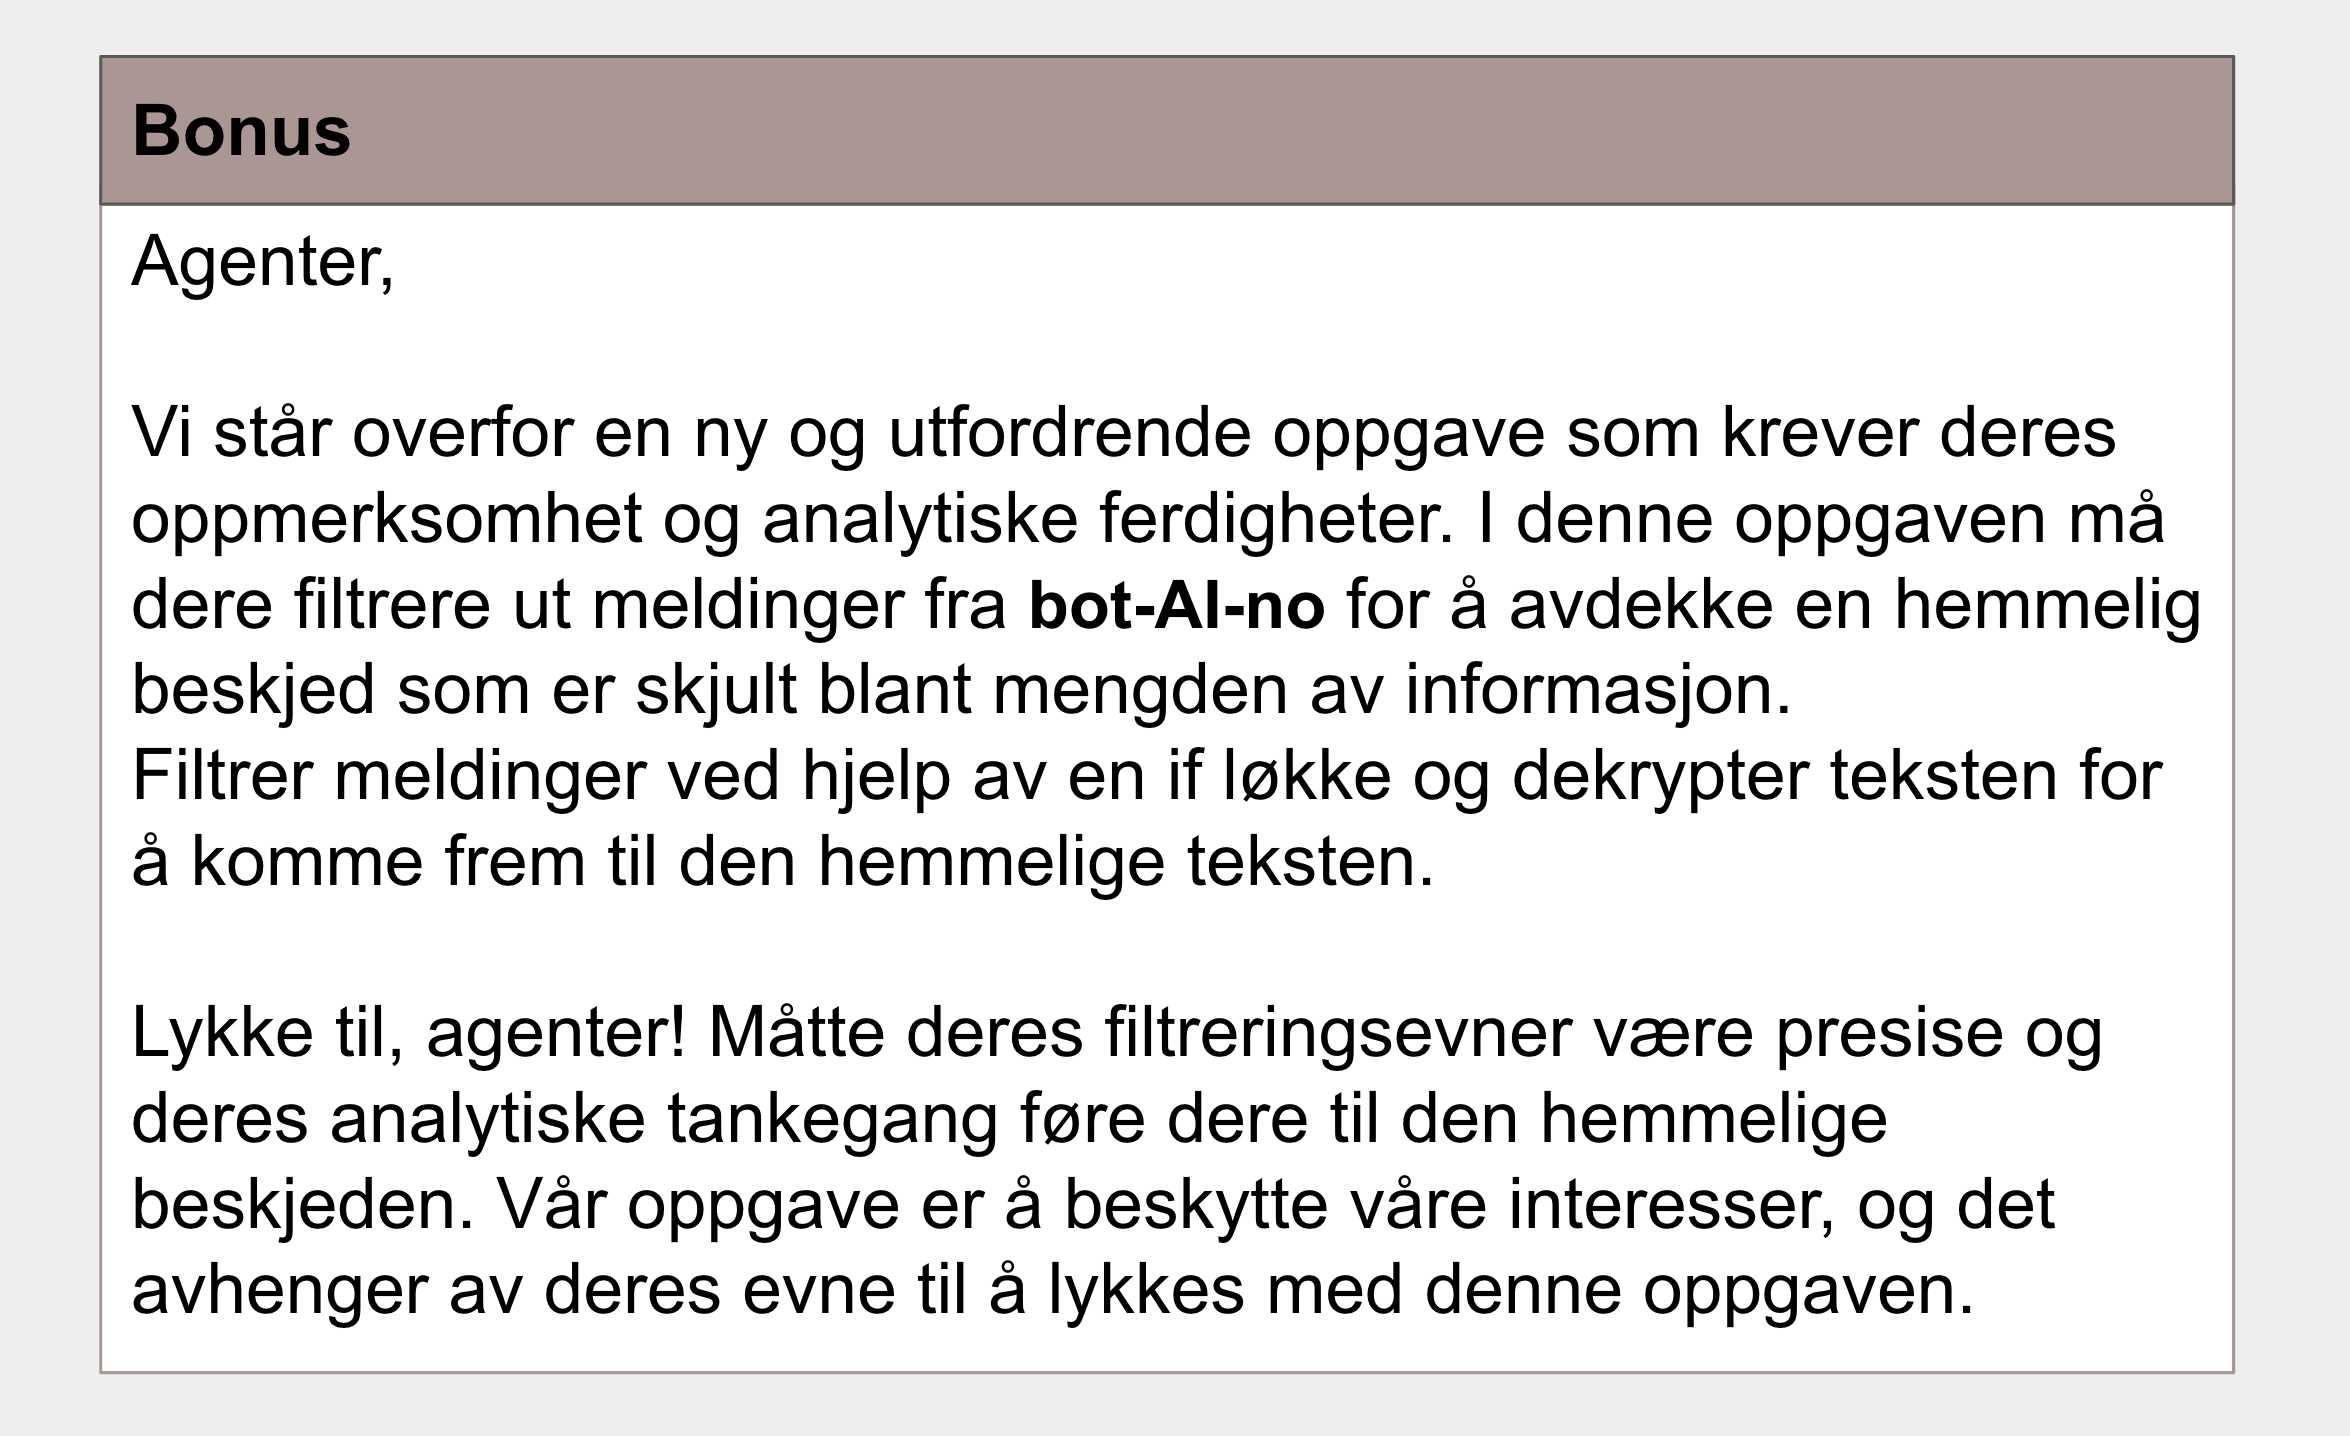 Bonus
Agenter,
Vi står overfor en ny og utfordrende oppgave som krever deres
oppmerksomhet og analytiske ferdigheter. I denne oppgaven må
dere filtrere ut meldinger fra bot-AI-no for å avdekke en hemmelig
beskjed som er skjult blant mengden av informasjon.
Filtrer meldinger ved hjelp av en if løkke og dekrypter teksten for
å komme frem til den hemmelige teksten.
Lykke til, agenter! Måtte deres filtreringsevner være presise og
deres analytiske tankegang føre dere til den hemmelige
beskjeden. Vår oppgave er å beskytte våre interesser, og det
avhenger av deres evne til å lykkes med denne oppgaven.